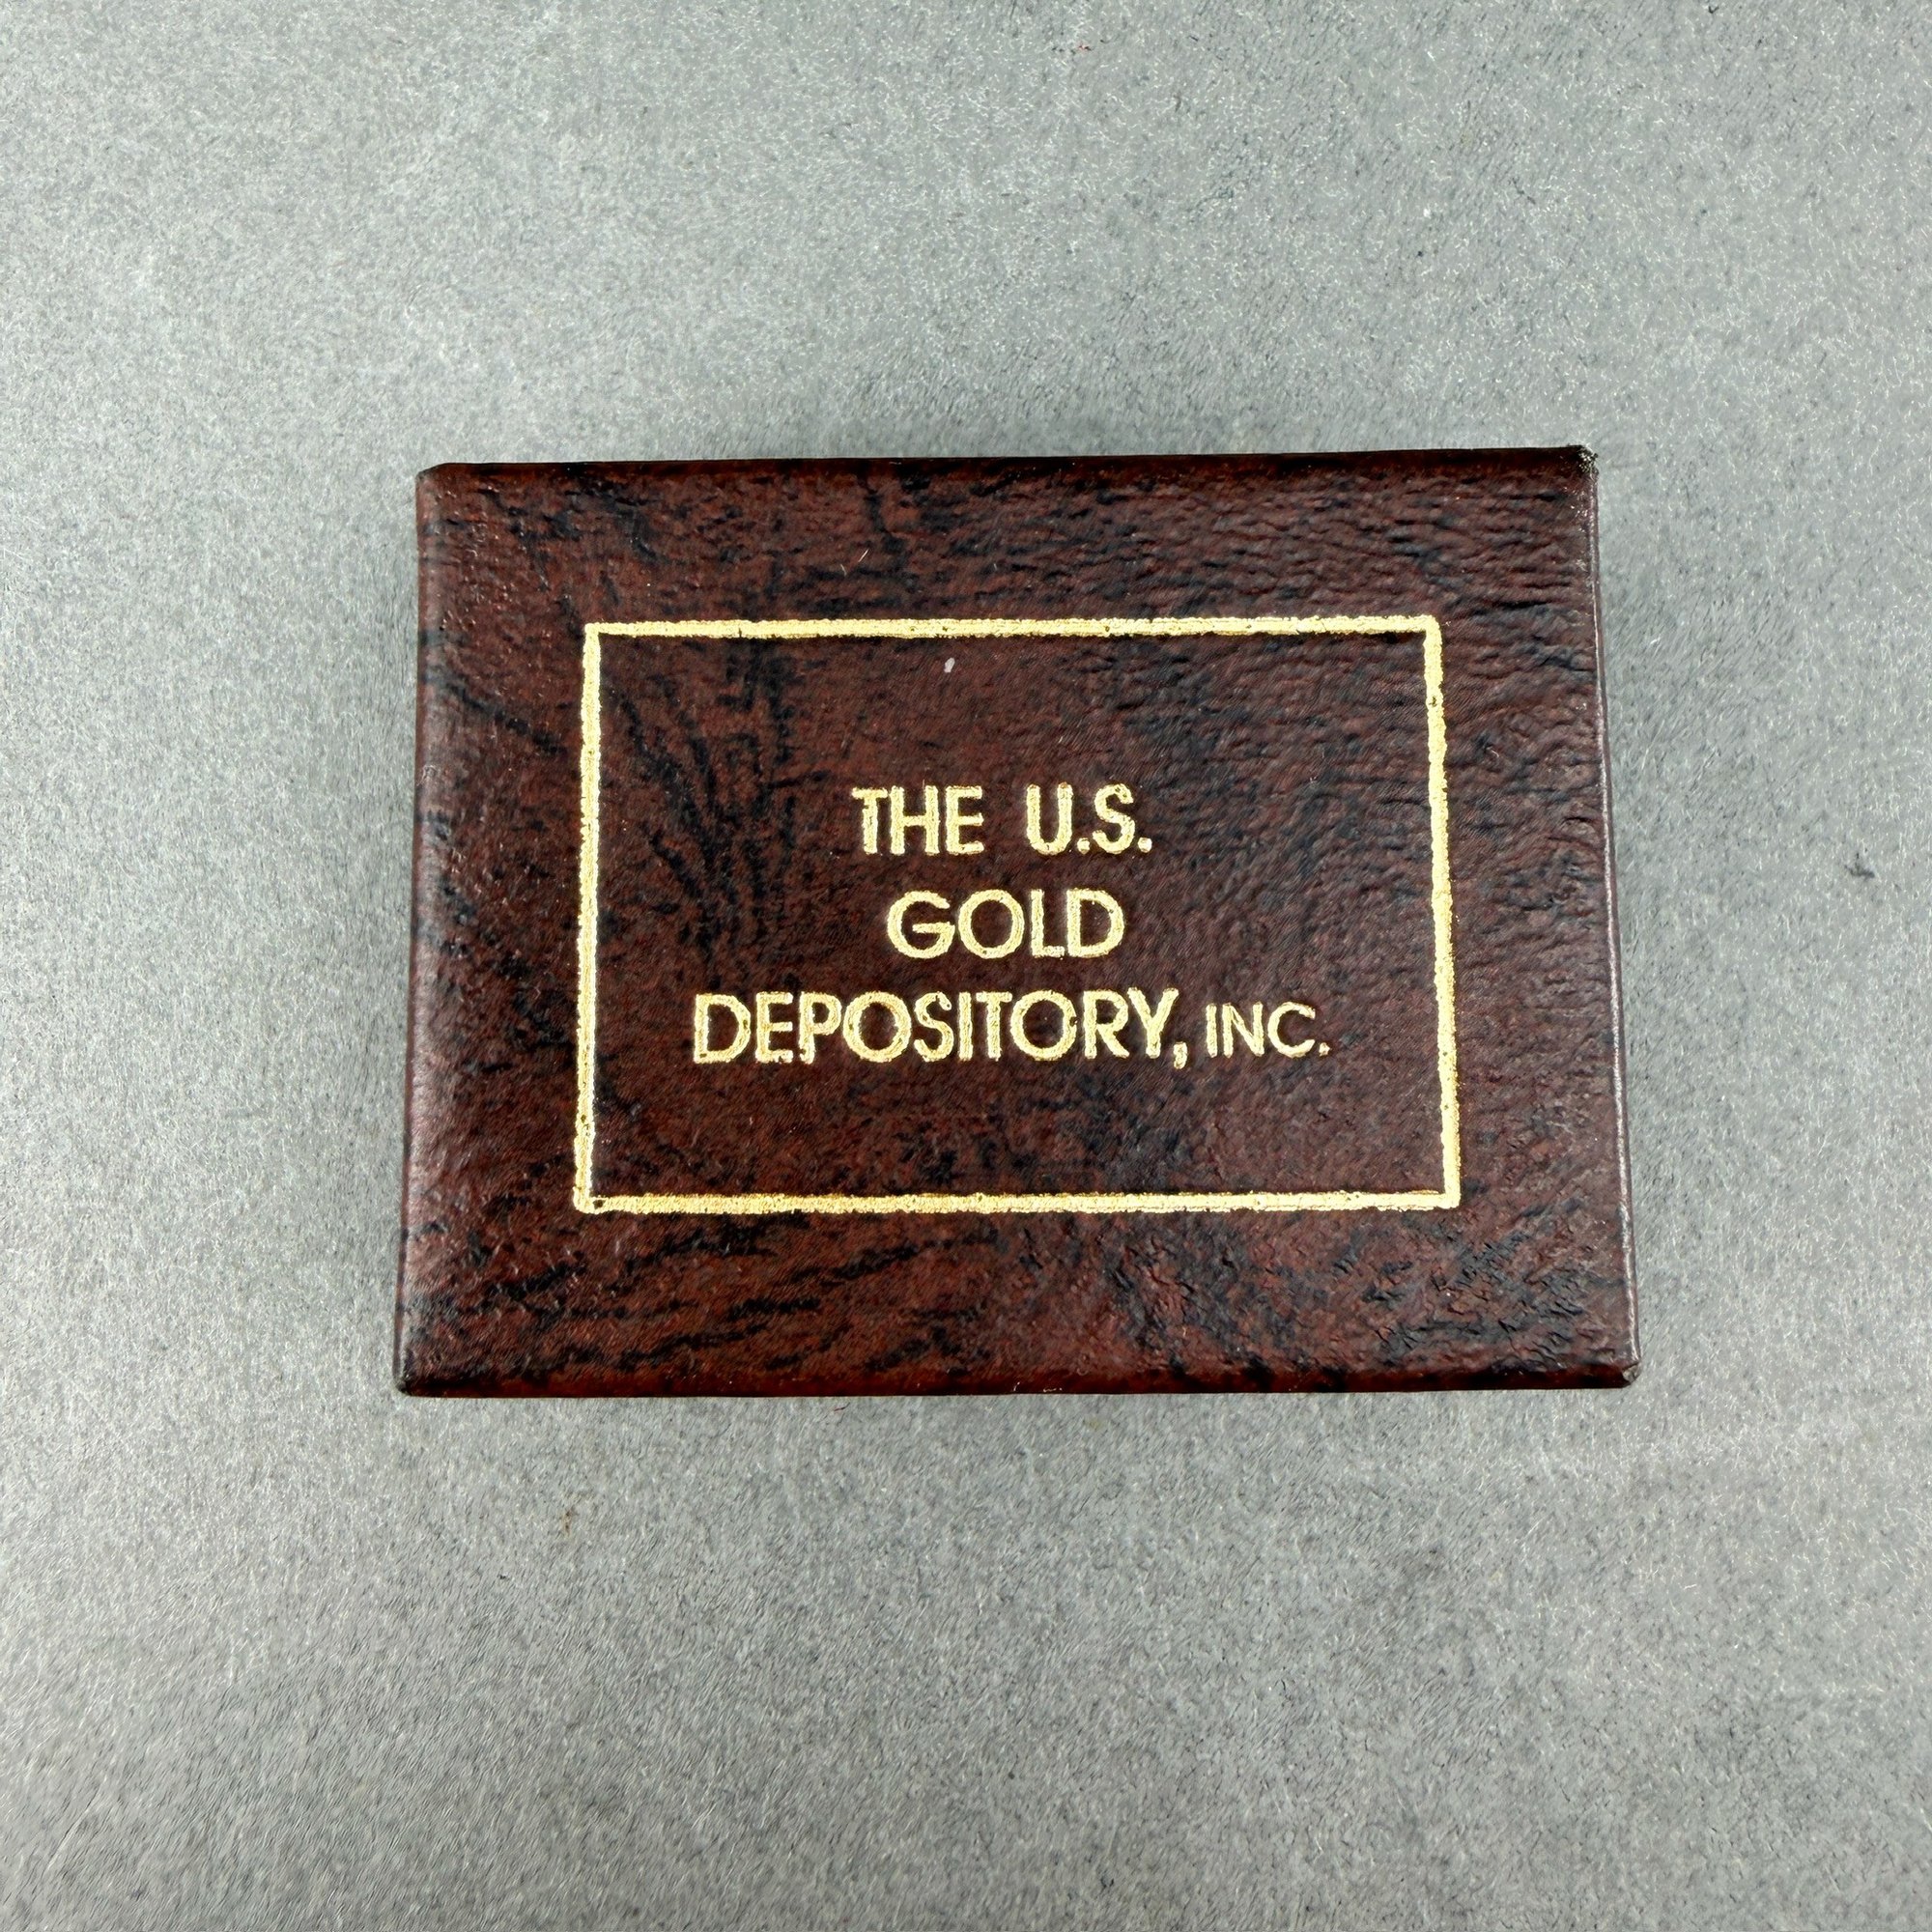 THE U.S.
GOLD
DEPOSITORY, INC.